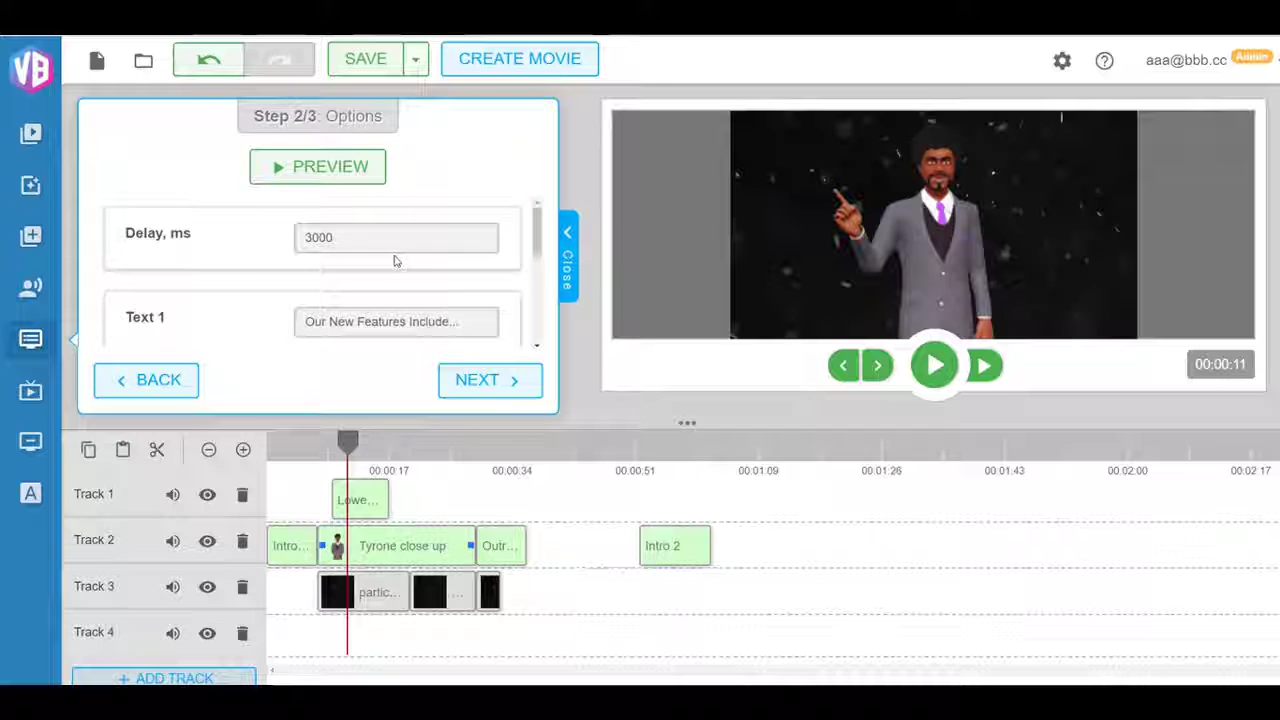 VB
SAVE
CREATE MOVIE
aaa@bbb.cc
Admin
Step 2/3: Options
PREVIEW
Delay, ms
3000
Text 1
Our New Features Include...
BACK
NEXT
Close
00:00:11
00:00:17
00:00:34
00:00:51
00:01:09
00:01:26
00:01:43
00:02:00
00:02:17
Track 1
Lowe...
Track 2
Intro...
Tyrone close up
Outr...
Intro 2
Track 3
partic...
...
Track 4
+ ADD TRACK
A